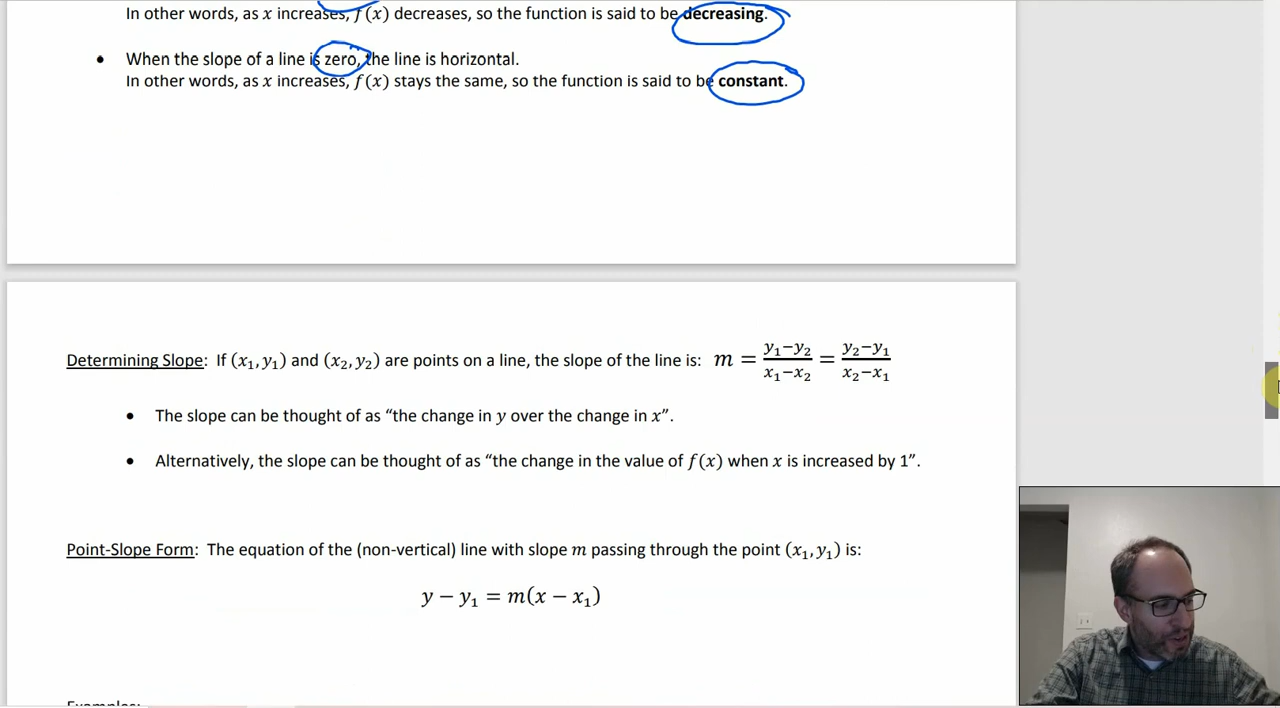 In other words, as x increases, f(x) decreases, so the function is said to be decreasing.
• When the slope of a line is zero, the line is horizontal.
In other words, as x increases, f(x) stays the same, so the function is said to be constant.
Determining Slope: If (x₁, y₁) and (x₂, y₂) are points on a line, the slope of the line is: m = (y₁−y₂)/(x₁−x₂) = (y₂−y₁)/(x₂−x₁)
• The slope can be thought of as “the change in y over the change in x”.
• Alternatively, the slope can be thought of as “the change in the value of f(x) when x is increased by 1”.
Point-Slope Form: The equation of the (non-vertical) line with slope m passing through the point (x₁, y₁) is:
y − y₁ = m(x − x₁)
Examples: